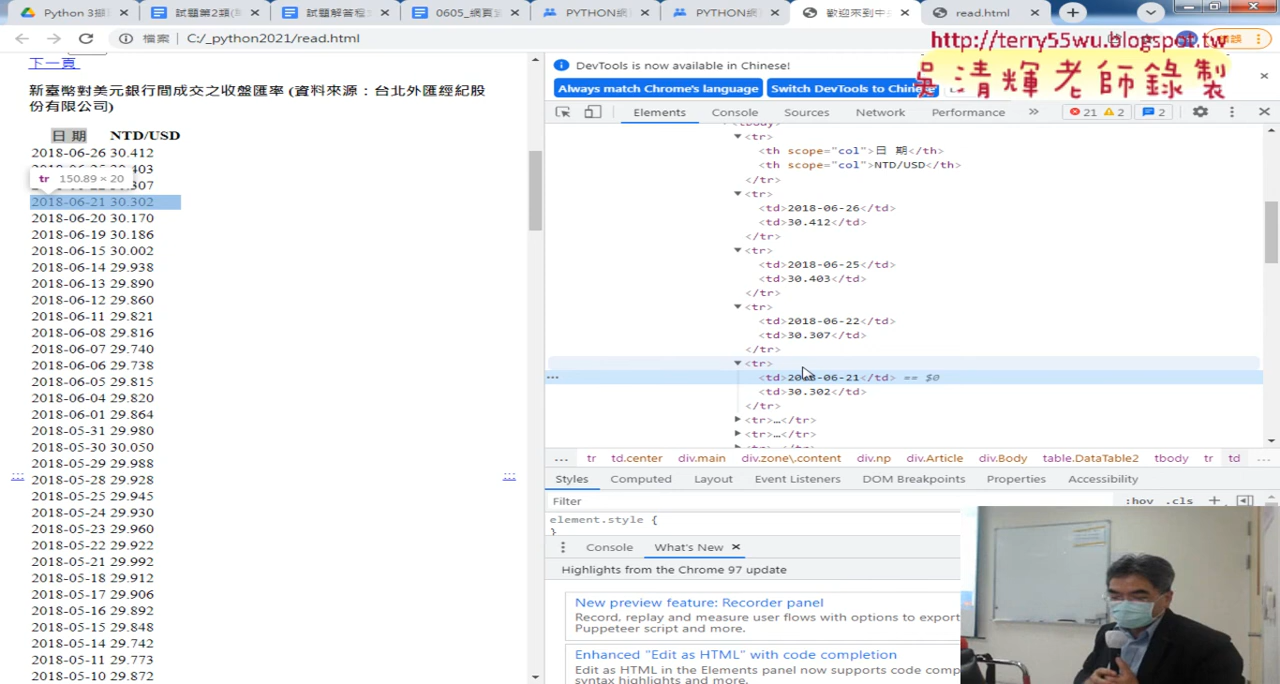 Python 3擷
試題第2類(
試題解答程
0605_網頁
PYTHON網
PYTHON網
歡迎來到中
read.html
檔案
C:/_python2021/read.html
http://terry55wu.blogspot.tw
吳清輝老師錄製
下一頁
新臺幣對美元銀行間成交之收盤匯率 (資料來源：台北外匯經紀股
份有限公司)
日 期 NTD/USD
2018-06-26 30.412
403
tr 150.89 × 20
307
2018-06-21 30.302
2018-06-20 30.170
2018-06-19 30.186
2018-06-15 30.002
2018-06-14 29.938
2018-06-13 29.890
2018-06-12 29.860
2018-06-11 29.821
2018-06-08 29.816
2018-06-07 29.740
2018-06-06 29.738
2018-06-05 29.815
2018-06-04 29.820
2018-06-01 29.864
2018-05-31 29.980
2018-05-30 30.050
2018-05-29 29.988
2018-05-28 29.928
2018-05-25 29.945
2018-05-24 29.930
2018-05-23 29.960
2018-05-22 29.922
2018-05-21 29.992
2018-05-18 29.912
2018-05-17 29.906
2018-05-16 29.892
2018-05-15 29.848
2018-05-14 29.742
2018-05-11 29.773
2018-05-10 29.872
:::
:::
DevTools is now available in Chinese!
Always match Chrome's language
Switch DevTools to Chine
Elements Console Sources Network Performance » 21 2 2
<tbody>
<tr>
<th scope="col">日 期</th>
<th scope="col">NTD/USD</th>
</tr>
<tr>
<td>2018-06-26</td>
<td>30.412</td>
</tr>
<tr>
<td>2018-06-25</td>
<td>30.403</td>
</tr>
<tr>
<td>2018-06-22</td>
<td>30.307</td>
</tr>
<tr>
<td>2018-06-21</td> == $0
<td>30.302</td>
</tr>
<tr>…</tr>
<tr>…</tr>
... tr td.center div.main div.zone\.content div.np div.Article div.Body table.DataTable2 tbody tr td ...
Styles Computed Layout Event Listeners DOM Breakpoints Properties Accessibility
Filter :hov .cls +
element.style {
}
Console What's New ×
Highlights from the Chrome 97 update
New preview feature: Recorder panel
Record, replay and measure user flows with options to export
Puppeteer script and more.
Enhanced "Edit as HTML" with code completion
Edit as HTML in the Elements panel now supports code comp
syntax highlights and more.